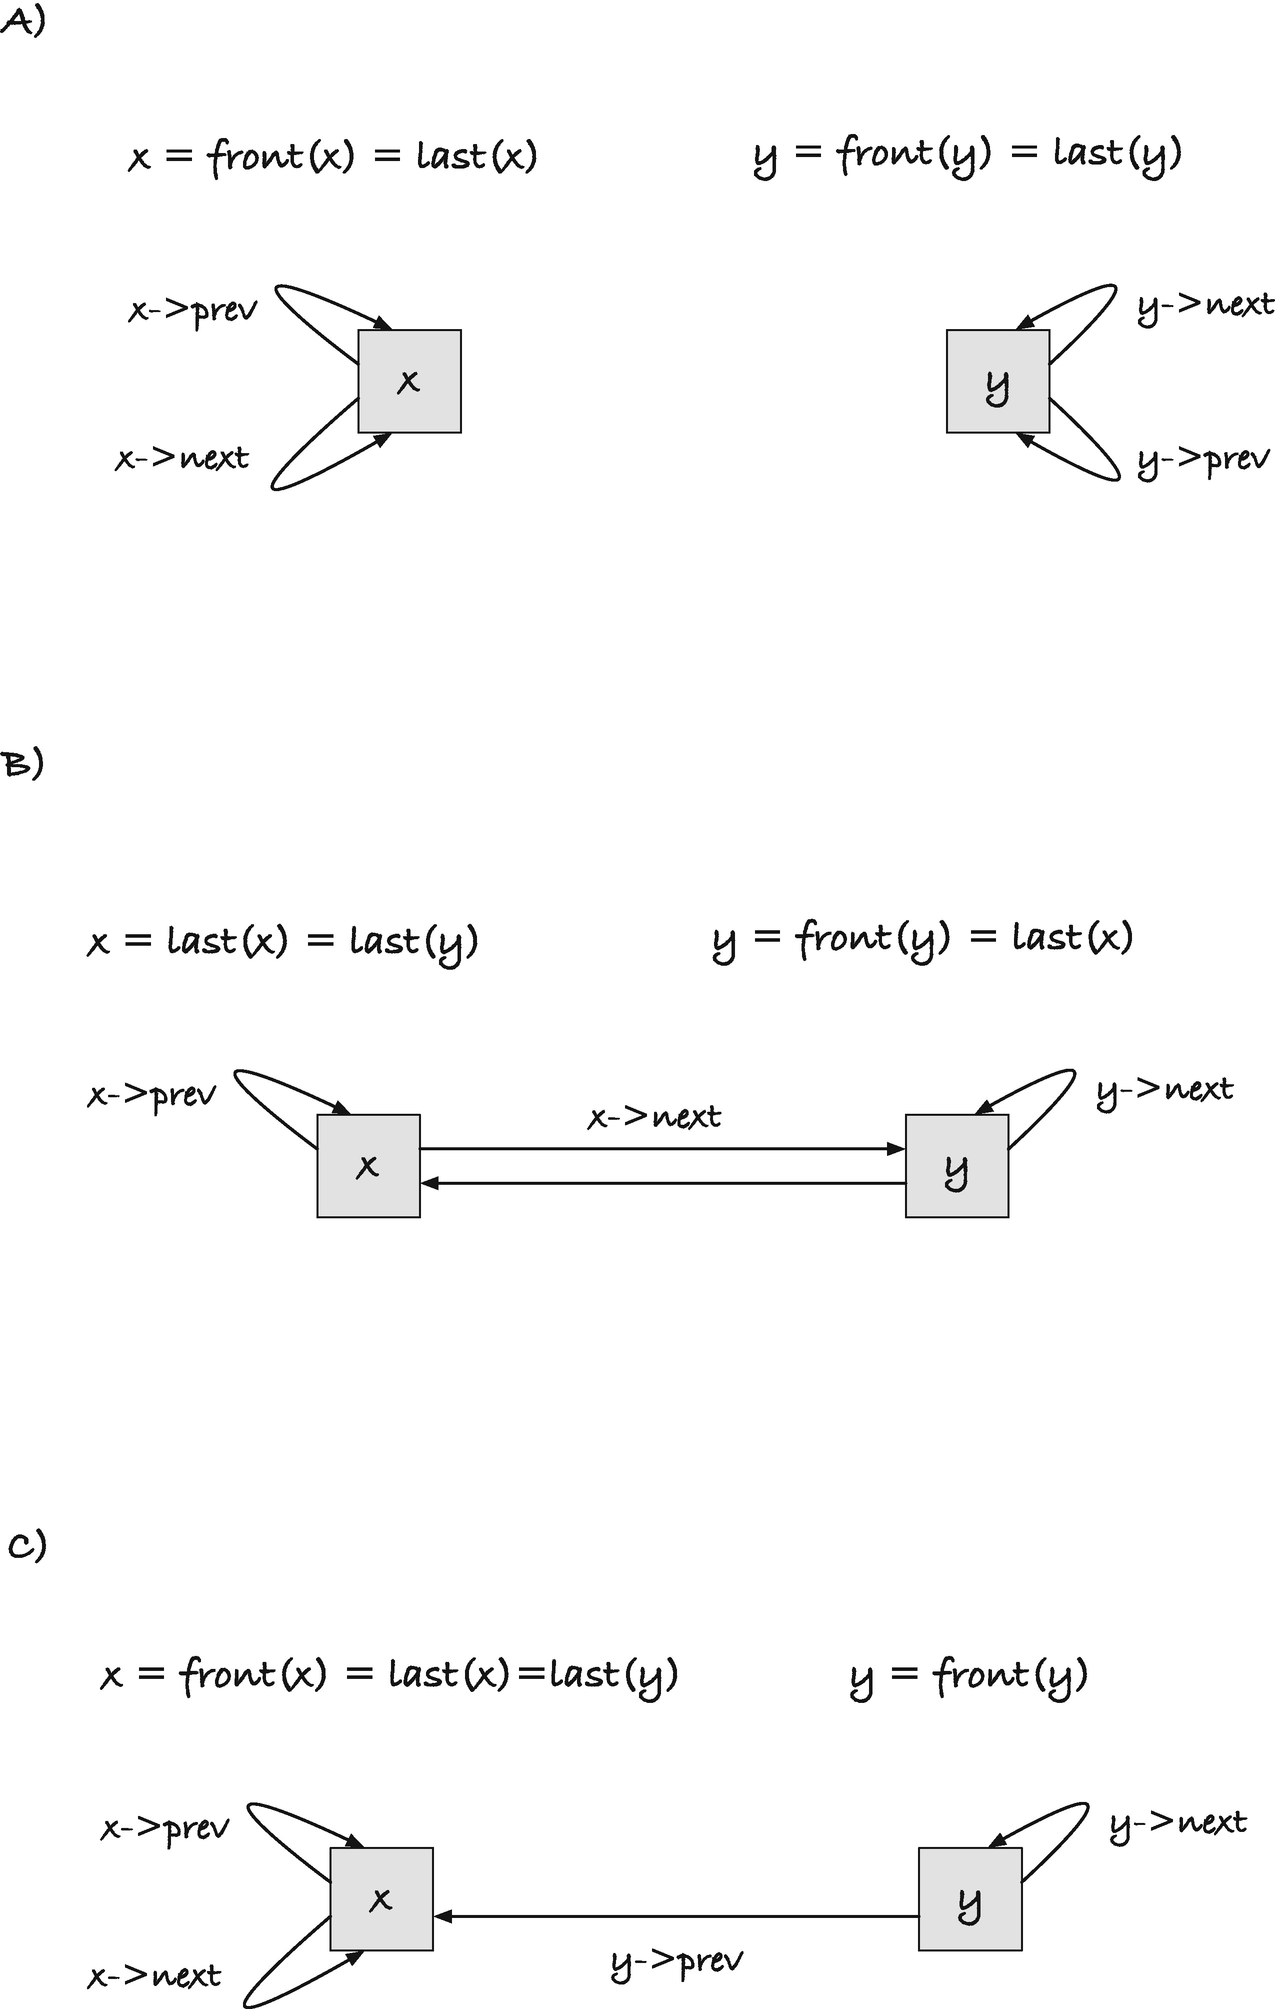 A)
x = front(x) = last(x)
y = front(y) = last(y)
x->prev
y->next
x
y
x->next
y->prev
B)
x = last(x) = last(y)
y = front(y) = last(x)
x->prev
y->next
x->next
x
y
C)
x = front(x) = last(x)=last(y)
y = front(y)
x->prev
y->next
x
y
y->prev
x->next